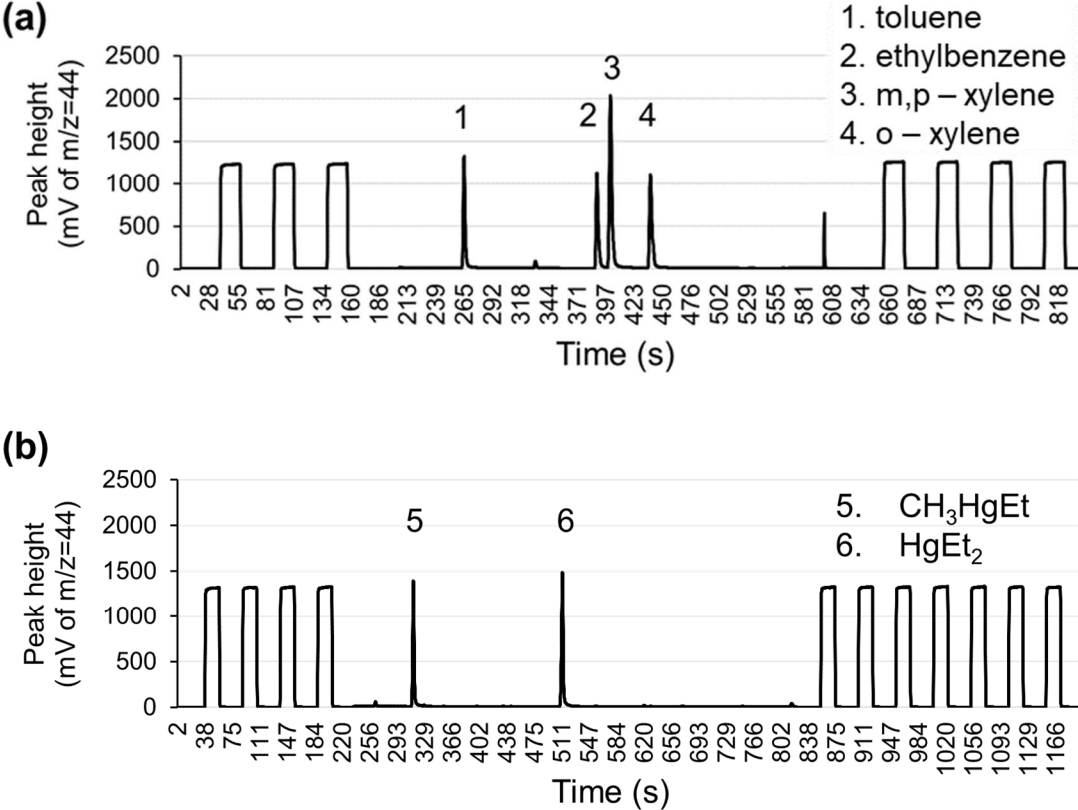 (a)
1. toluene
2. ethylbenzene
3. m,p – xylene
4. o – xylene
Peak height
(mV of m/z=44)
2500
2000
1500
1000
500
0
1
2
3
4
2 28 55 81 107 134 160 186 213 239 265 292 318 344 371 397 423 450 476 502 529 555 581 608 634 660 687 713 739 766 792 818
Time (s)
(b)
Peak height
(mV of m/z=44)
2500
2000
1500
1000
500
0
5
6
5. CH₃HgEt
6. HgEt₂
2 38 75 111 147 184 220 256 293 329 366 402 438 475 511 547 584 620 656 693 729 766 802 838 875 911 947 984 1020 1056 1093 1129 1166
Time (s)